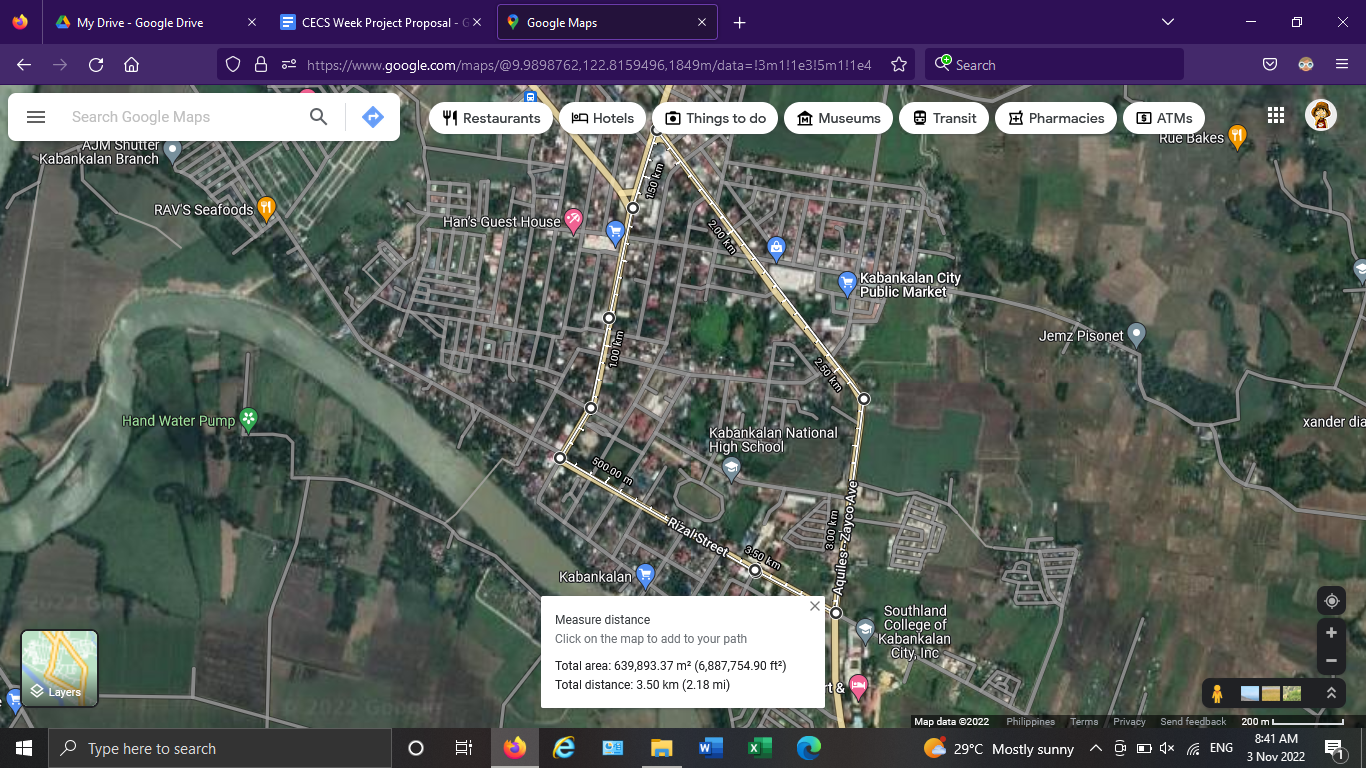 My Drive - Google Drive
CECS Week Project Proposal - G
Google Maps
https://www.google.com/maps/@9.9898762,122.8159496,1849m/data=!3m1!1e3!5m1!1e4
Search
Search Google Maps
Restaurants
Hotels
Things to do
Museums
Transit
Pharmacies
ATMs
AJM Shutter
Kabankalan Branch
Rue Bakes
RAV'S Seafoods
Han's Guest House
1.50 km
2.00 km
Kabankalan City
Public Market
Jemz Pisonet
1.00 km
2.50 km
Hand Water Pump
xander dia
Kabankalan National
High School
500.00 m
Rizal Street
3.50 km
3.00 km
Aquiles - Zayco Ave
Kabankalan
Southland
College of
Kabankalan
City, Inc
Measure distance
Click on the map to add to your path
Total area: 639,893.37 m² (6,887,754.90 ft²)
Total distance: 3.50 km (2.18 mi)
rt &
Layers
Map data ©2022
Philippines
Terms
Privacy
Send feedback
200 m
Type here to search
29°C Mostly sunny
ENG
8:41 AM
3 Nov 2022
1